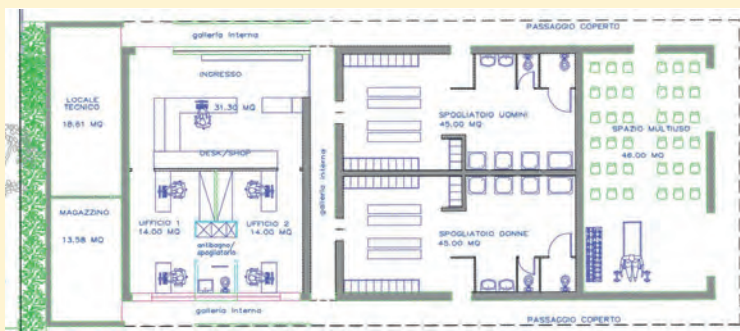 galleria interna
PASSAGGIO COPERTO
INGRESSO
LOCALE
TECNICO
18.61 MQ
31.30 MQ
DESK/SHOP
SPOGLIATOIO UOMINI
45.00 MQ
SPAZIO MULTIUSO
48.00 MQ
galleria interna
MAGAZZINO
13.58 MQ
UFFICIO 1
14.00 MQ
UFFICIO 2
14.00 MQ
antibagno/
spogliatoio
SPOGLIATOIO DONNE
45.00 MQ
galleria interna
PASSAGGIO COPERTO